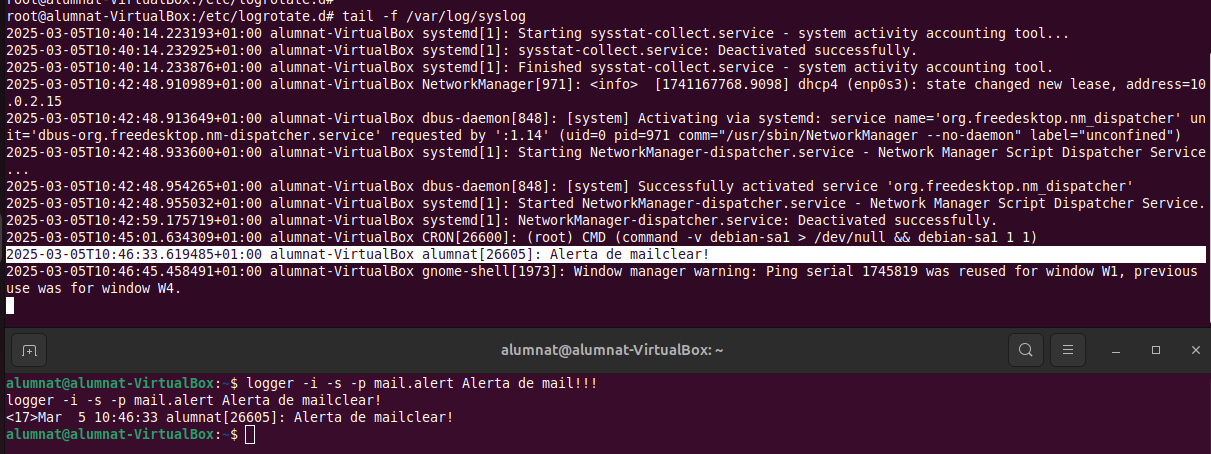 root@alumnat-VirtualBox:/etc/logrotate.d#
root@alumnat-VirtualBox:/etc/logrotate.d# tail -f /var/log/syslog
2025-03-05T10:40:14.223193+01:00 alumnat-VirtualBox systemd[1]: Starting sysstat-collect.service - system activity accounting tool...
2025-03-05T10:40:14.232925+01:00 alumnat-VirtualBox systemd[1]: sysstat-collect.service: Deactivated successfully.
2025-03-05T10:40:14.233876+01:00 alumnat-VirtualBox systemd[1]: Finished sysstat-collect.service - system activity accounting tool.
2025-03-05T10:42:48.910989+01:00 alumnat-VirtualBox NetworkManager[971]: <info>  [1741167768.9098] dhcp4 (enp0s3): state changed new lease, address=10
.0.2.15
2025-03-05T10:42:48.913649+01:00 alumnat-VirtualBox dbus-daemon[848]: [system] Activating via systemd: service name='org.freedesktop.nm_dispatcher' un
it='dbus-org.freedesktop.nm-dispatcher.service' requested by ':1.14' (uid=0 pid=971 comm="/usr/sbin/NetworkManager --no-daemon" label="unconfined")
2025-03-05T10:42:48.933600+01:00 alumnat-VirtualBox systemd[1]: Starting NetworkManager-dispatcher.service - Network Manager Script Dispatcher Service
...
2025-03-05T10:42:48.954265+01:00 alumnat-VirtualBox dbus-daemon[848]: [system] Successfully activated service 'org.freedesktop.nm_dispatcher'
2025-03-05T10:42:48.955032+01:00 alumnat-VirtualBox systemd[1]: Started NetworkManager-dispatcher.service - Network Manager Script Dispatcher Service.
2025-03-05T10:42:59.175719+01:00 alumnat-VirtualBox systemd[1]: NetworkManager-dispatcher.service: Deactivated successfully.
2025-03-05T10:45:01.634309+01:00 alumnat-VirtualBox CRON[26600]: (root) CMD (command -v debian-sa1 > /dev/null && debian-sa1 1 1)
2025-03-05T10:46:33.619485+01:00 alumnat-VirtualBox alumnat[26605]: Alerta de mailclear!
2025-03-05T10:46:45.458491+01:00 alumnat-VirtualBox gnome-shell[1973]: Window manager warning: Ping serial 1745819 was reused for window W1, previous
use was for window W4.
alumnat@alumnat-VirtualBox: ~
alumnat@alumnat-VirtualBox:~$ logger -i -s -p mail.alert Alerta de mail!!!
logger -i -s -p mail.alert Alerta de mailclear!
<17>Mar  5 10:46:33 alumnat[26605]: Alerta de mailclear!
alumnat@alumnat-VirtualBox:~$